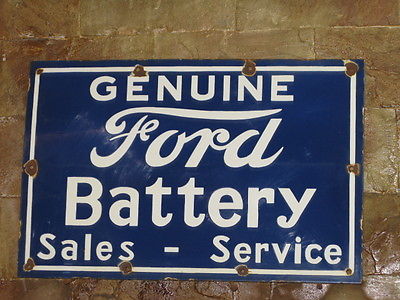 GENUINE
Ford
Battery
Sales - Service